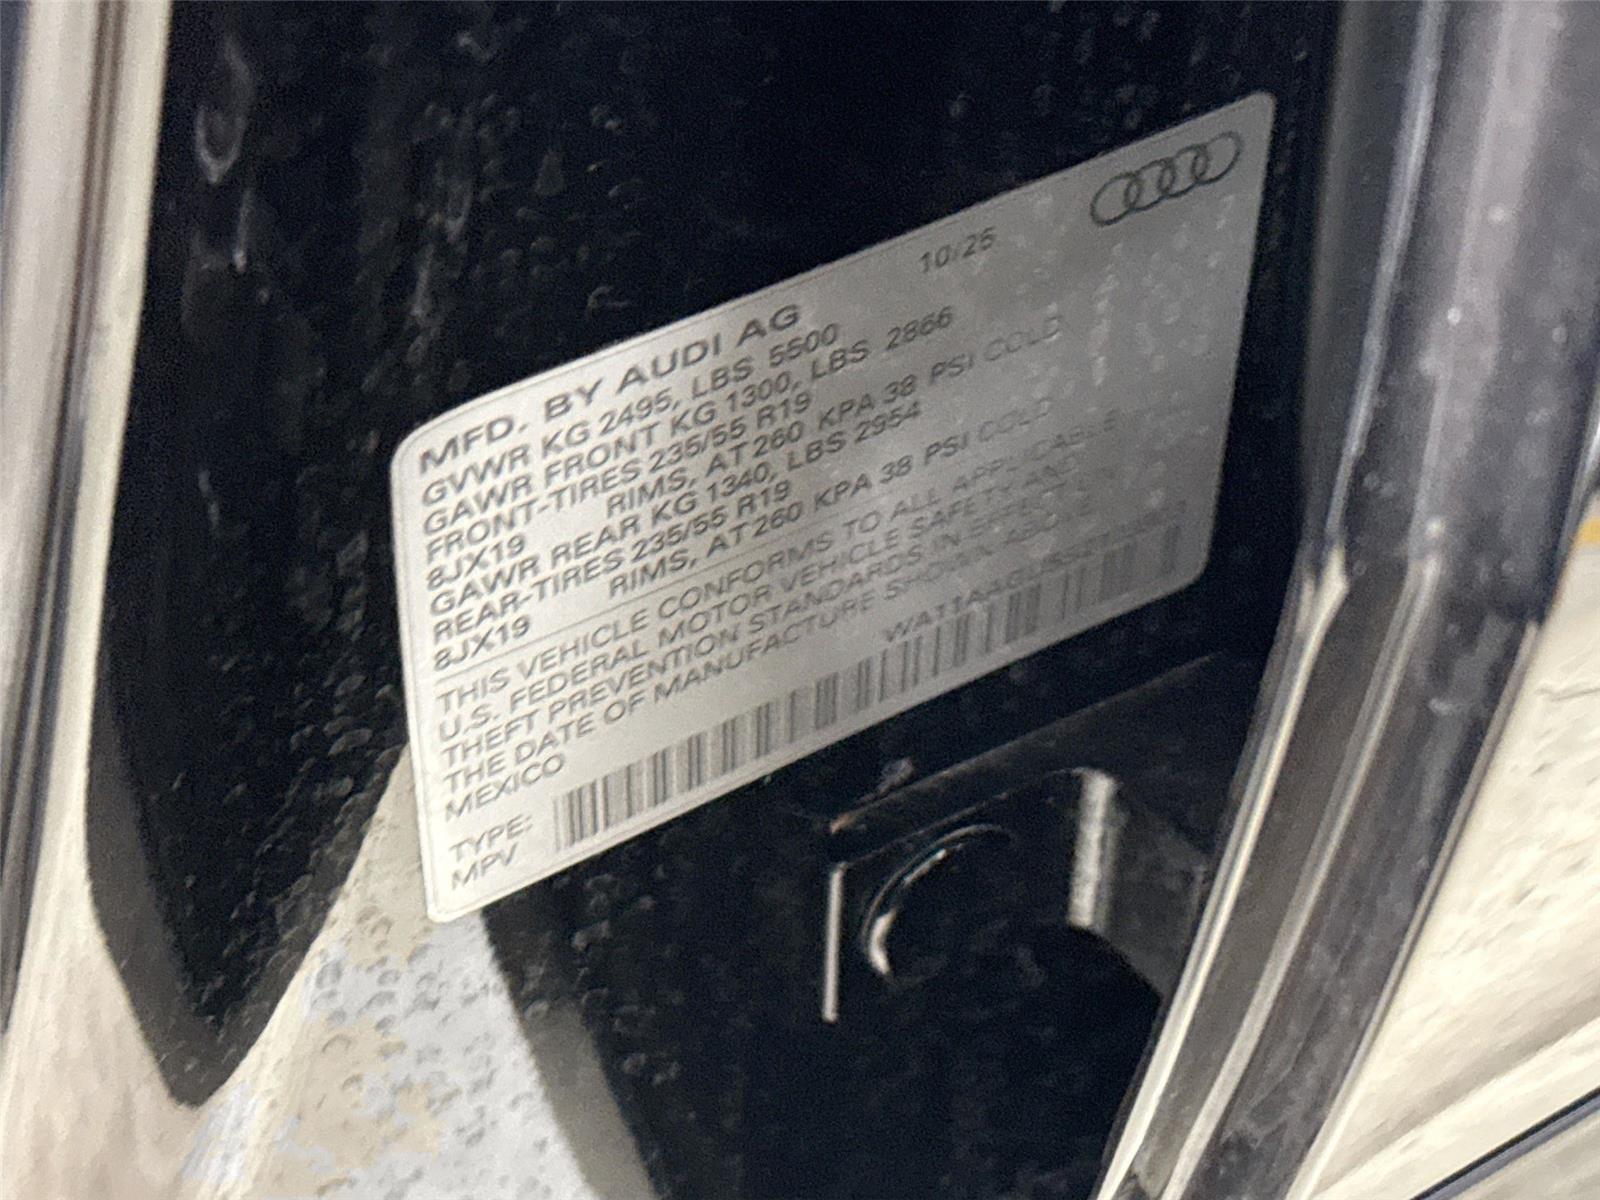 MFD. BY AUDI AG 10/25
GVWR KG 2495, LBS 5500
GAWR FRONT KG 1300, LBS 2866
FRONT-TIRES 235/55 R19
8JX19 RIMS, AT 260 KPA 38 PSI COLD
GAWR REAR KG 1340, LBS 2954
REAR-TIRES 235/55 R19
8JX19 RIMS, AT 260 KPA 38 PSI COLD
THIS VEHICLE CONFORMS TO ALL APPLICABLE
U.S. FEDERAL MOTOR VEHICLE SAFETY AND
THEFT PREVENTION STANDARDS IN EFFECT ON
THE DATE OF MANUFACTURE SHOWN ABOVE
MEXICO
TYPE:
MPV